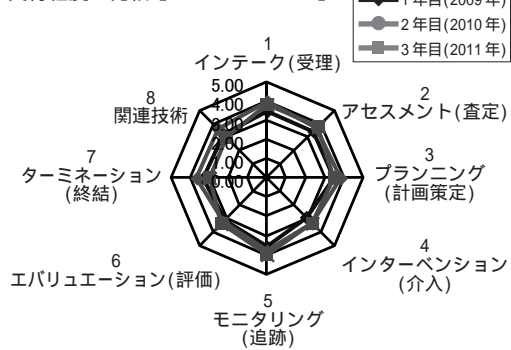 1年目(2009年)
2年目(2010年)
3年目(2011年)
1
インテーク(受理)
2
アセスメント(査定)
3
プランニング
(計画策定)
4
インターベンション
(介入)
5
モニタリング
(追跡)
6
エバリュエーション(評価)
7
ターミネーション
(終結)
8
関連技術
5.00
4.00
3.00
2.00
1.00
0.00